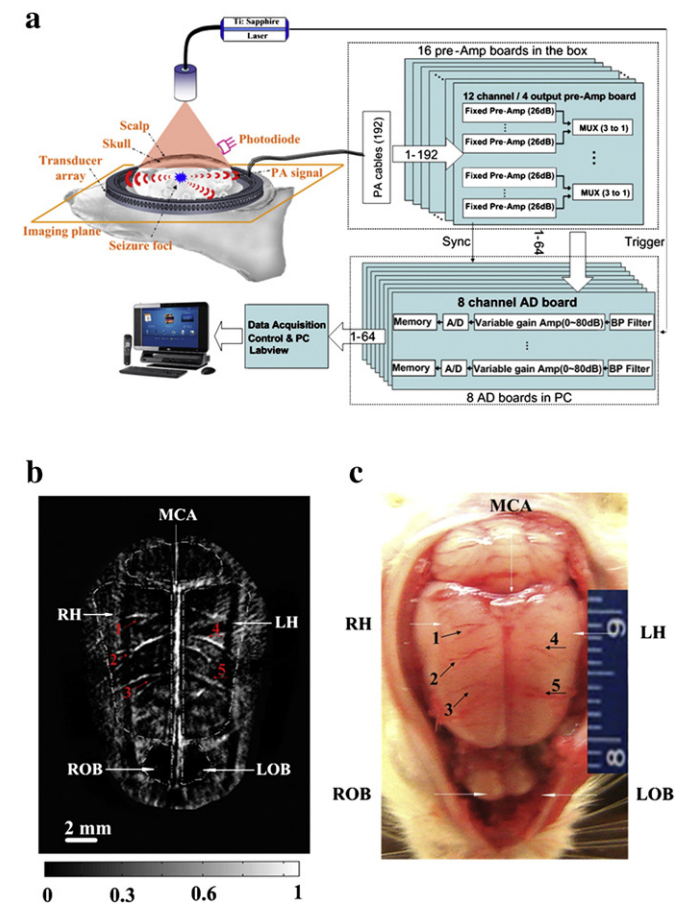 a
Ti: Sapphire
Laser
Scalp
Skull
Transducer
array
Photodiode
PA signal
Imaging plane
Seizure foci
16 pre-Amp boards in the box
PA cables (192)
1-192
12 channel / 4 output pre-Amp board
Fixed Pre-Amp (26dB)
MUX (3 to 1)
Fixed Pre-Amp (26dB)
Fixed Pre-Amp (26dB)
MUX (3 to 1)
Fixed Pre-Amp (26dB)
Sync
1-64
Trigger
8 channel AD board
Memory
A/D
Variable gain Amp(0~80dB)
BP Filter
Memory
A/D
Variable gain Amp(0~80dB)
BP Filter
8 AD boards in PC
1-64
Data Acquisition
Control & PC
Labview
b
MCA
RH
LH
1
2
3
4
5
ROB
LOB
2 mm
0
0.3
0.6
1
c
MCA
RH
LH
1
2
3
4
5
ROB
LOB
9
8